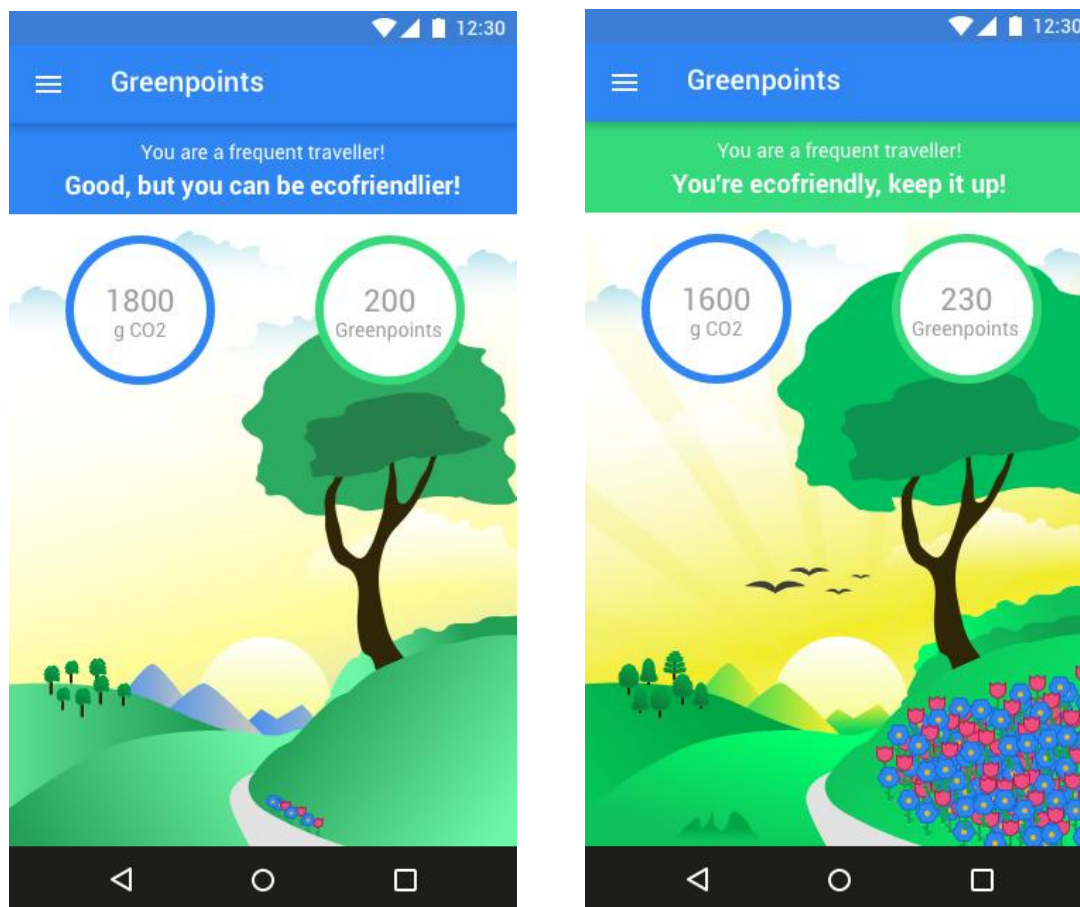 12:30
Greenpoints
You are a frequent traveller!
Good, but you can be ecofriendlier!
1800
g CO2
200
Greenpoints
12:30
Greenpoints
You are a frequent traveller!
You're ecofriendly, keep it up!
1600
g CO2
230
Greenpoints